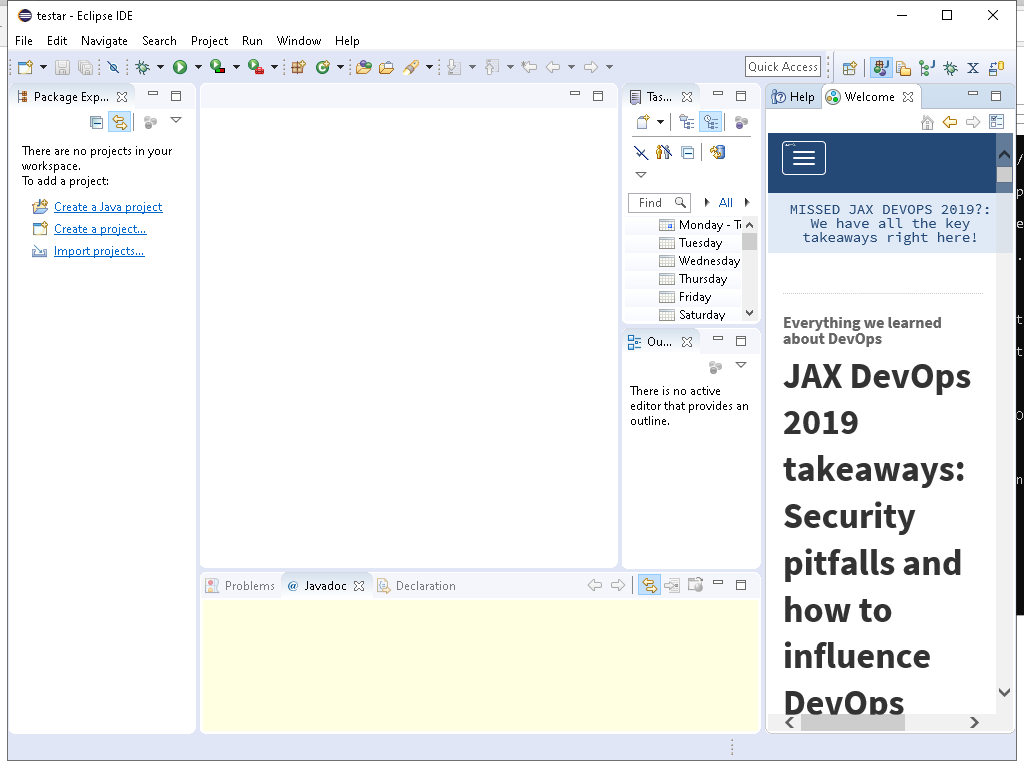 testar - Eclipse IDE
File Edit Navigate Search Project Run Window Help
Quick Access
Package Exp...
There are no projects in your
workspace.
To add a project:
Create a Java project
Create a project...
Import projects...
Tas...
Find
All
Monday - T
Tuesday
Wednesday
Thursday
Friday
Saturday
Ou...
There is no active
editor that provides an
outline.
Problems @ Javadoc Declaration
Help Welcome
MISSED JAX DEVOPS 2019?:
We have all the key
takeaways right here!
Everything we learned
about DevOps
JAX DevOps
2019
takeaways:
Security
pitfalls and
how to
influence
DevOps